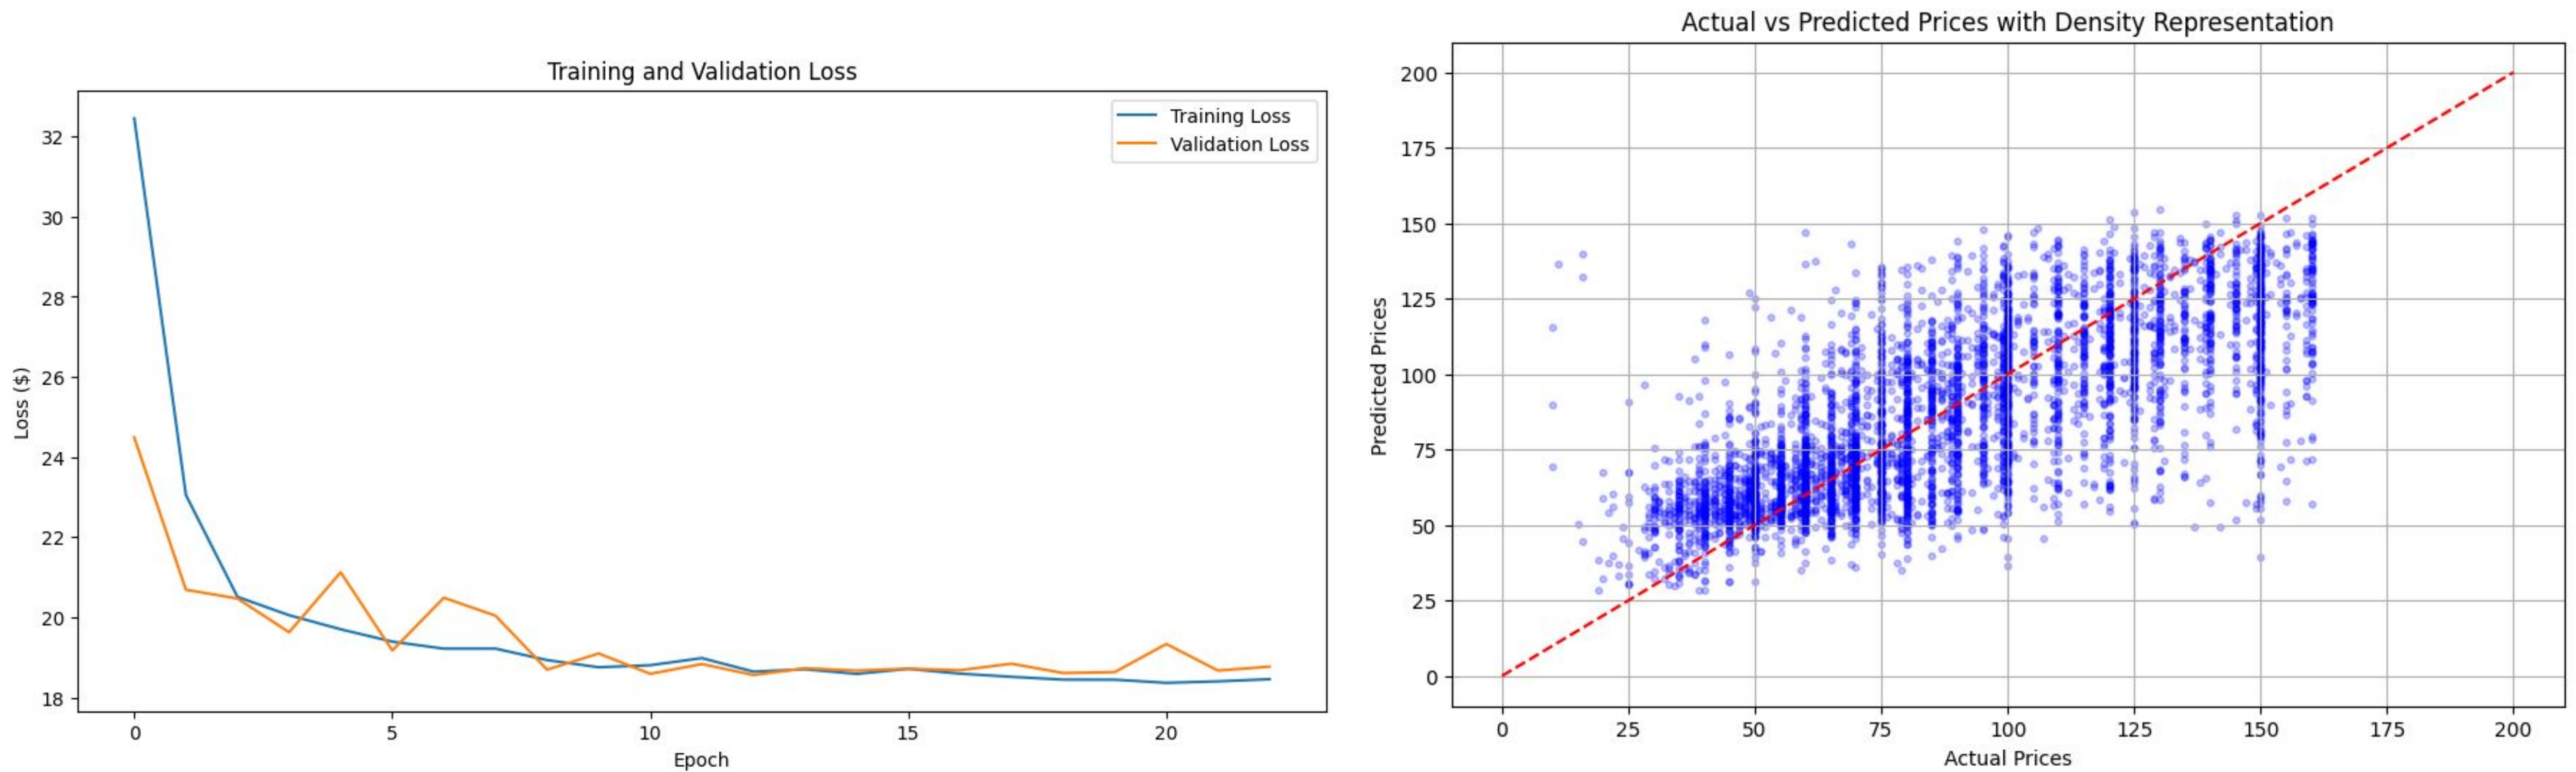 Training and Validation Loss
Training Loss
Validation Loss
32
30
28
26
24
22
20
18
Loss ($)
0 5 10 15 20
Epoch
Actual vs Predicted Prices with Density Representation
200
175
150
125
100
75
50
25
0
Predicted Prices
0 25 50 75 100 125 150 175 200
Actual Prices